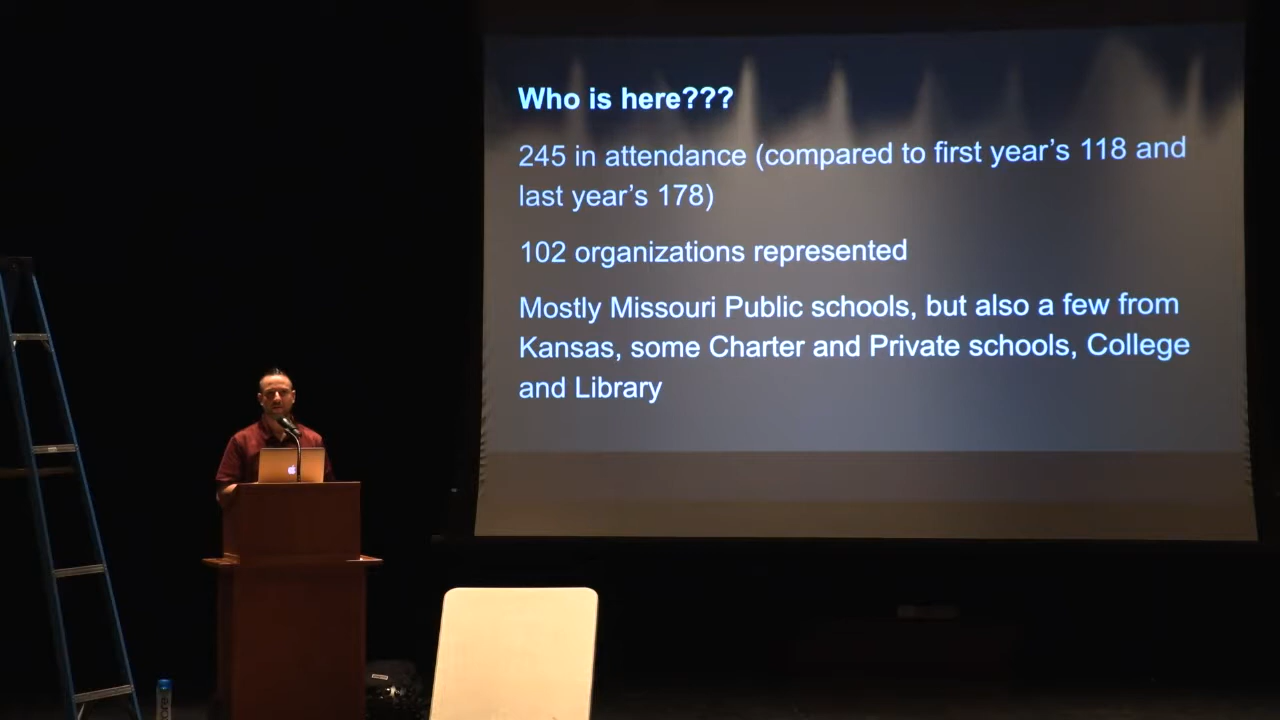 Who is here???
245 in attendance (compared to first year's 118 and
last year's 178)
102 organizations represented
Mostly Missouri Public schools, but also a few from
Kansas, some Charter and Private schools, College
and Library